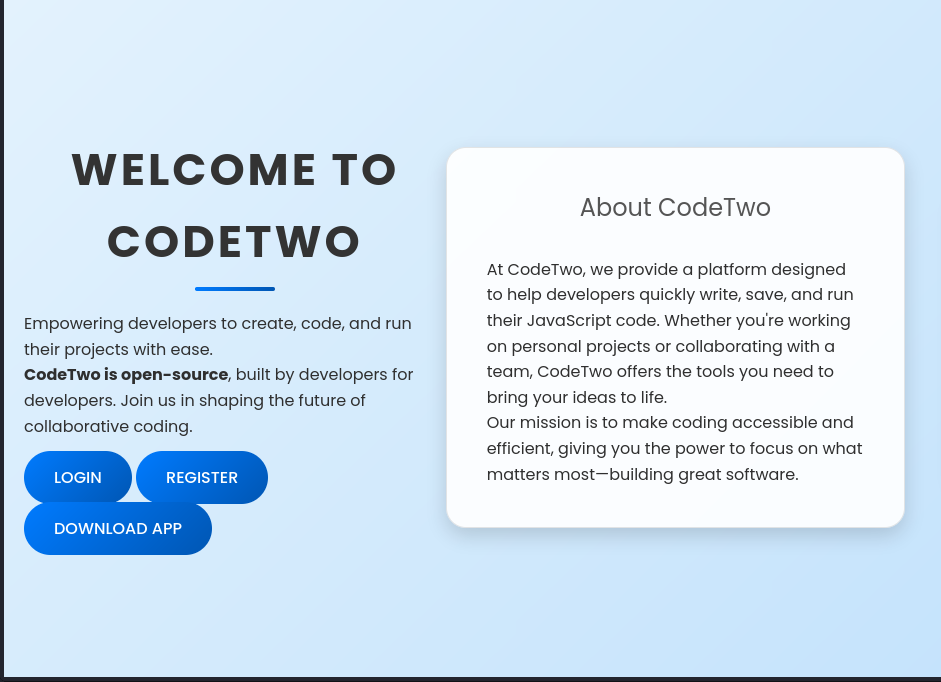 WELCOME TO
CODETWO
Empowering developers to create, code, and run
their projects with ease.
CodeTwo is open-source, built by developers for
developers. Join us in shaping the future of
collaborative coding.
LOGIN
REGISTER
DOWNLOAD APP
About CodeTwo
At CodeTwo, we provide a platform designed
to help developers quickly write, save, and run
their JavaScript code. Whether you're working
on personal projects or collaborating with a
team, CodeTwo offers the tools you need to
bring your ideas to life.
Our mission is to make coding accessible and
efficient, giving you the power to focus on what
matters most—building great software.